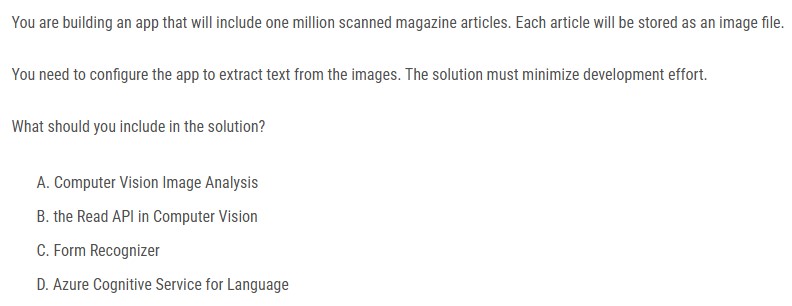 You are building an app that will include one million scanned magazine articles. Each article will be stored as an image file.
You need to configure the app to extract text from the images. The solution must minimize development effort.
What should you include in the solution?
A. Computer Vision Image Analysis
B. the Read API in Computer Vision
C. Form Recognizer
D. Azure Cognitive Service for Language